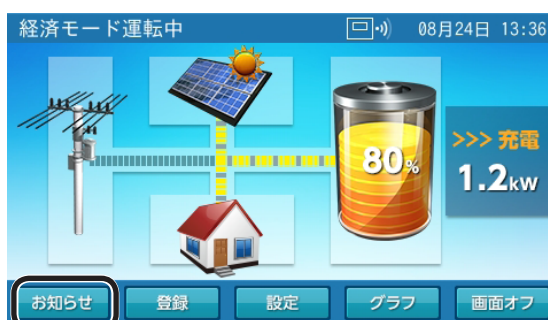 経済モード運転中 08月24日 13:36
80%
>>> 充電
1.2kW
お知らせ 登録 設定 グラフ 画面オフ